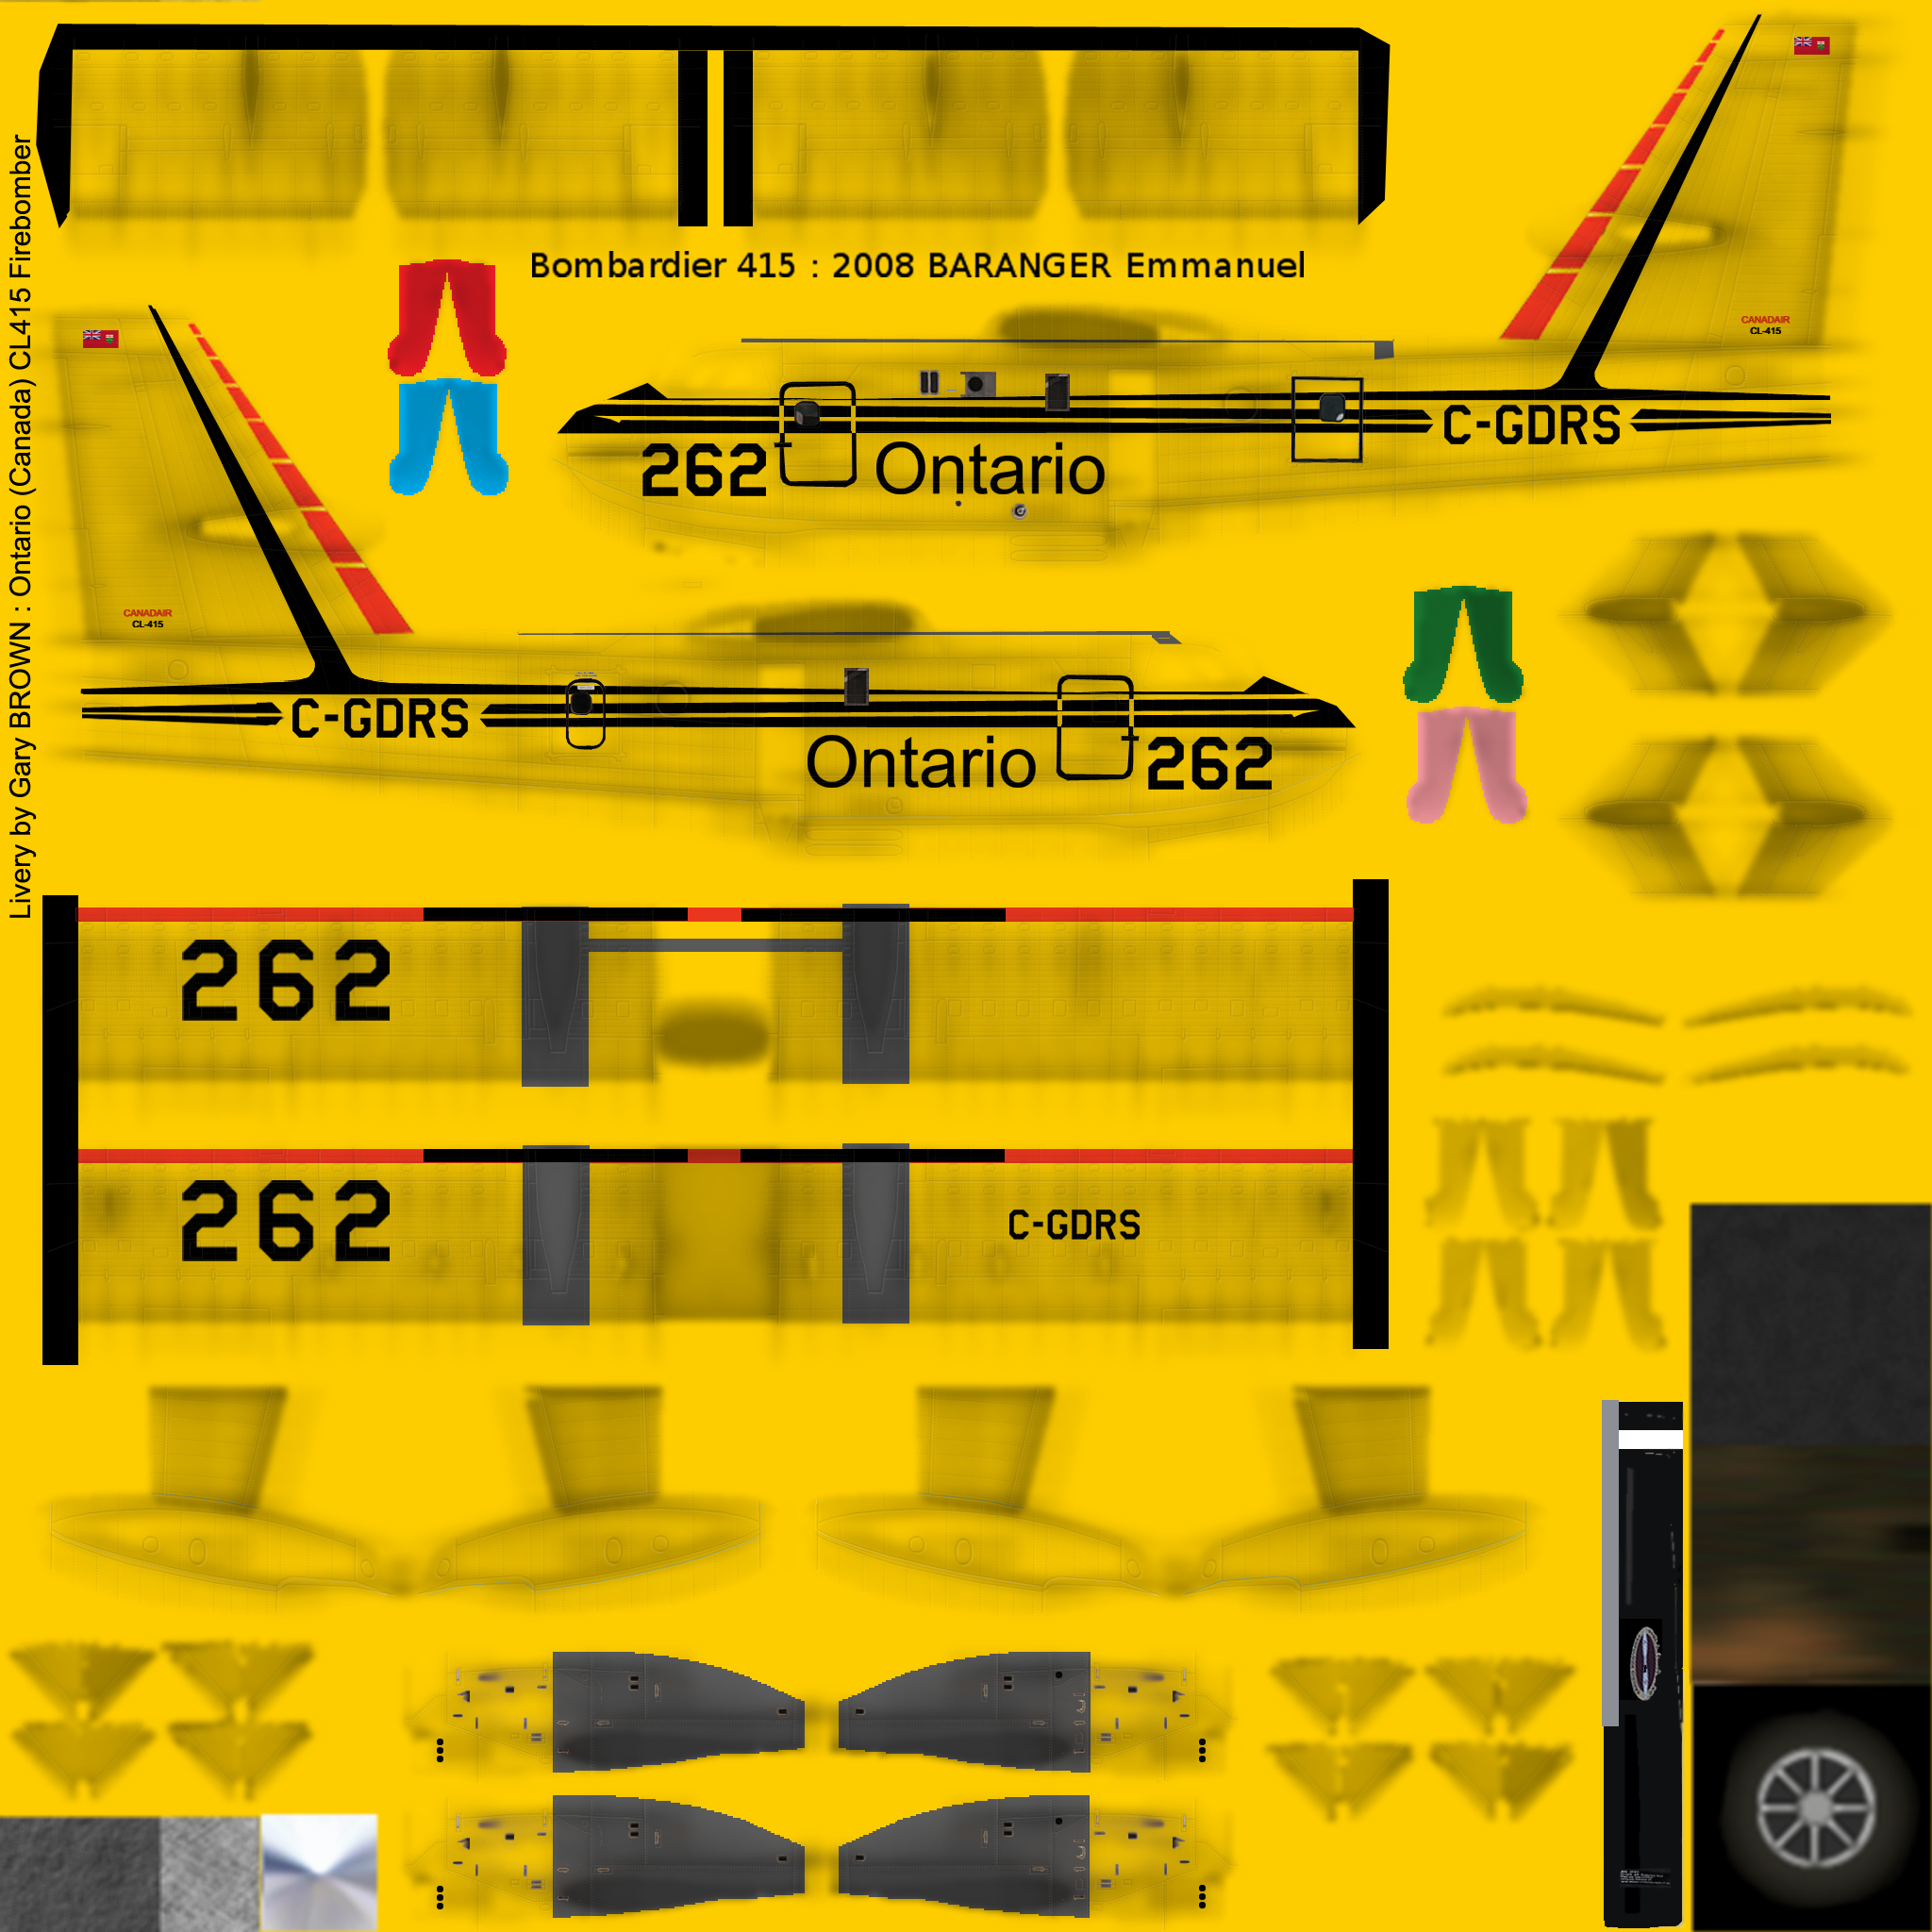 Livery by Gary BROWN : Ontario (Canada) CL415 Firebomber
Bombardier 415 : 2008 BARANGER Emmanuel
CANADAIR
CL-415
C-GDRS
262
Ontario
CANADAIR
CL-415
C-GDRS
Ontario
262
262
262
C-GDRS